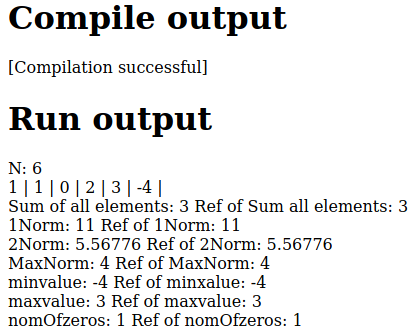 Compile output
[Compilation successful]
Run output
N: 6
1 | 1 | 0 | 2 | 3 | -4 |
Sum of all elements: 3 Ref of Sum all elements: 3
1Norm: 11 Ref of 1Norm: 11
2Norm: 5.56776 Ref of 2Norm: 5.56776
MaxNorm: 4 Ref of MaxNorm: 4
minvalue: -4 Ref of minxalue: -4
maxvalue: 3 Ref of maxvalue: 3
nomOfzeros: 1 Ref of nomOfzeros: 1